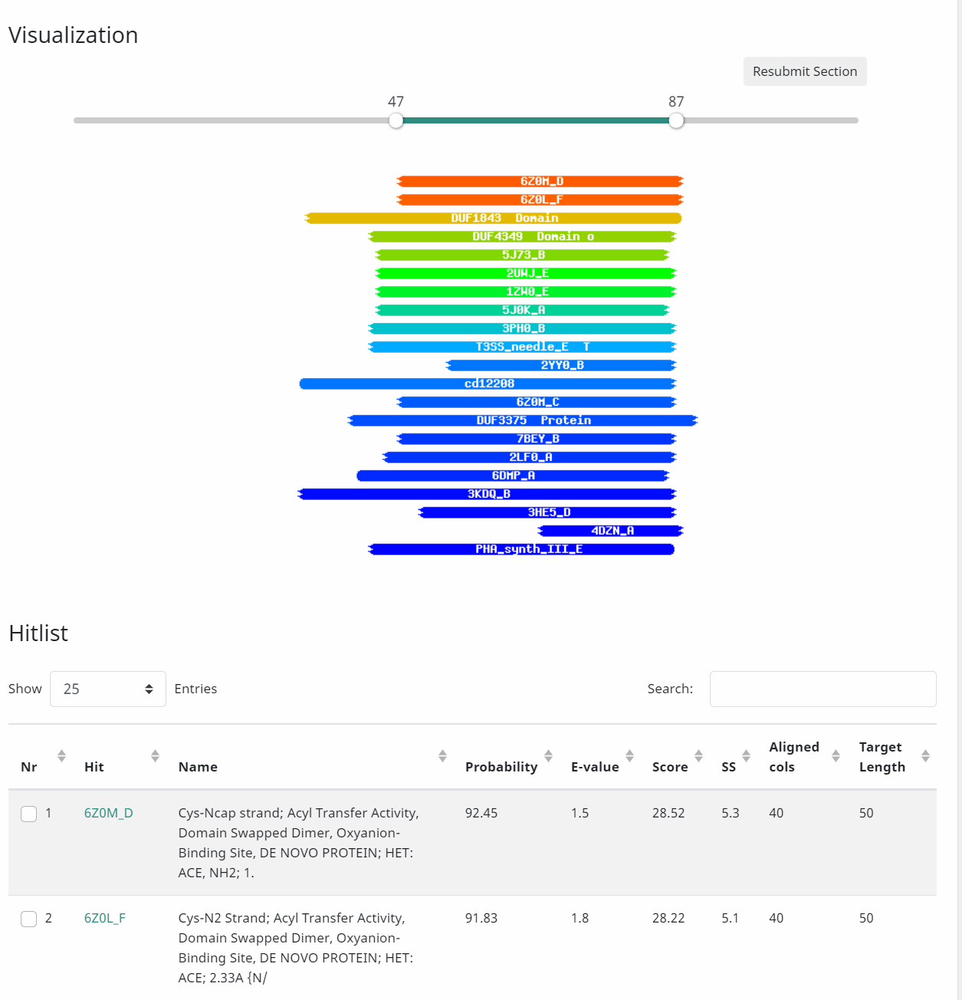 Visualization
Resubmit Section
47 87
6Z0M_D
6Z0L_F
DUF1843 Domain
DUF4349 Domain o
5J73_B
2UWJ_E
1ZW0_E
5J0K_A
3PH0_B
T3SS_needle_E T
2YY0_B
cd12208
6Z0M_C
DUF3375 Protein
7BEY_B
2LF0_A
6DMP_A
3KDQ_B
3HE5_D
4DZN_A
PHA_synth_III_E
Hitlist
Show 25 Entries Search:
Nr Hit Name Probability E-value Score SS Aligned cols Target Length
1 6Z0M_D Cys-Ncap strand; Acyl Transfer Activity, 92.45 1.5 28.52 5.3 40 50
Domain Swapped Dimer, Oxyanion-
Binding Site, DE NOVO PROTEIN; HET:
ACE, NH2; 1.
2 6Z0L_F Cys-N2 Strand; Acyl Transfer Activity, 91.83 1.8 28.22 5.1 40 50
Domain Swapped Dimer, Oxyanion-
Binding Site, DE NOVO PROTEIN; HET:
ACE; 2.33A {N/